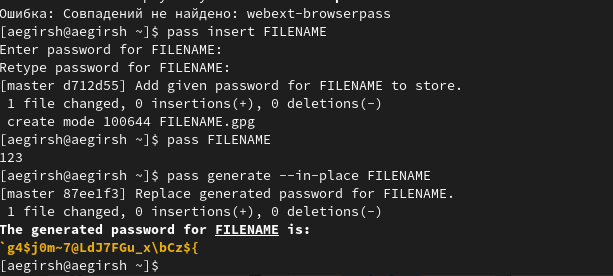 Ошибка: Совпадений не найдено: webext-browserpass
[aegirsh@aegirsh ~]$ pass insert FILENAME
Enter password for FILENAME:
Retype password for FILENAME:
[master d712d55] Add given password for FILENAME to store.
 1 file changed, 0 insertions(+), 0 deletions(-)
 create mode 100644 FILENAME.gpg
[aegirsh@aegirsh ~]$ pass FILENAME
123
[aegirsh@aegirsh ~]$ pass generate --in-place FILENAME
[master 87ee1f3] Replace generated password for FILENAME.
 1 file changed, 0 insertions(+), 0 deletions(-)
The generated password for FILENAME is:
`g4$j0m~7@LdJ7FGu_x\bCz${
[aegirsh@aegirsh ~]$